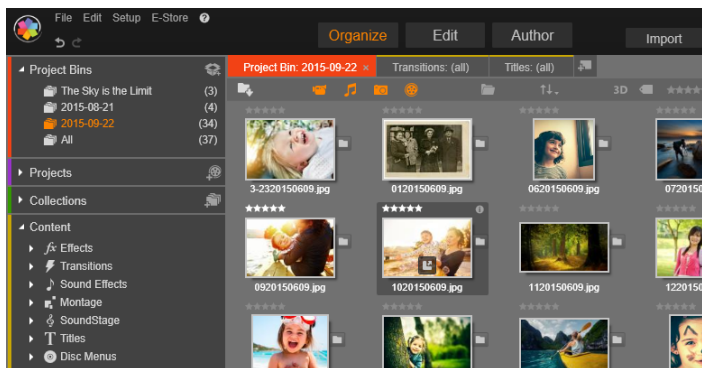 File Edit Setup E-Store ?
Organize Edit Author Import
Project Bins
The Sky is the Limit (3)
2015-08-21 (4)
2015-09-22 (34)
All (37)
Projects
Collections
Content
fx Effects
Transitions
Sound Effects
Montage
SoundStage
T Titles
Disc Menus
Project Bin: 2015-09-22 × Transitions: (all) Titles: (all)
3D
3-2320150609.jpg 0120150609.jpg 0620150609.jpg 0720150
0920150609.jpg 1020150609.jpg 1120150609.jpg 1220150